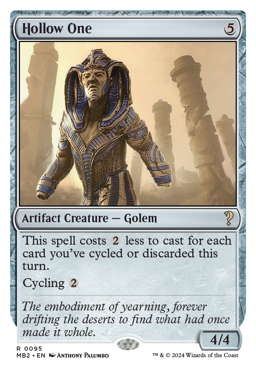 Hollow One 5
Artifact Creature — Golem
This spell costs 2 less to cast for each
card you've cycled or discarded this
turn.
Cycling 2
The embodiment of yearning, forever
drifting the deserts to find what had once
made it whole.
4/4
R 0095
MB2 • EN Anthony Palumbo
™ & © 2024 Wizards of the Coast